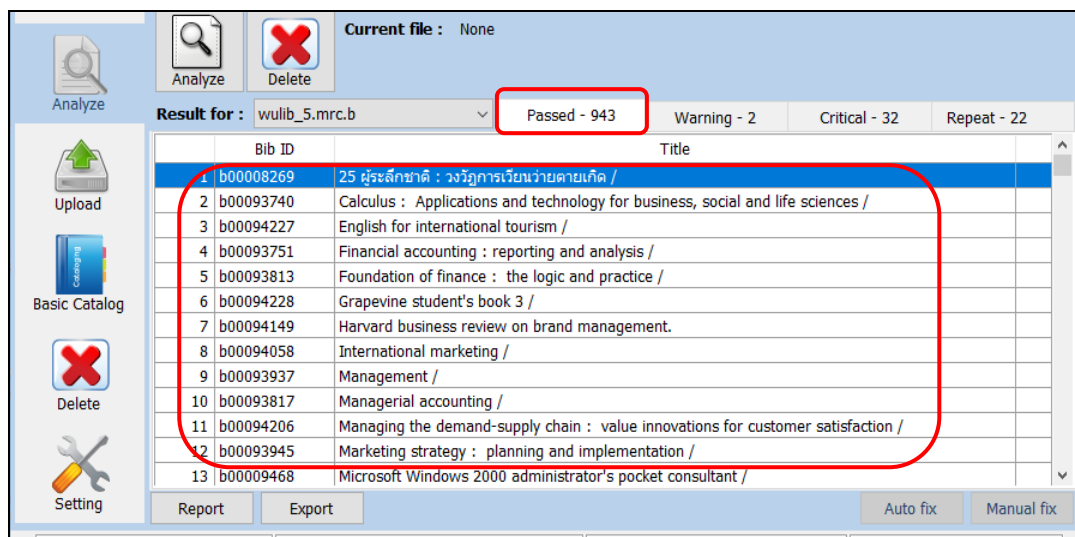 Current file : None
Analyze
Delete
Analyze
Result for : wulib_5.mrc.b
Passed - 943
Warning - 2
Critical - 32
Repeat - 22
Bib ID Title
1 b00008269 25 ผู้ระลึกชาติ : วงวัฏการเวียนว่ายตายเกิด /
2 b00093740 Calculus : Applications and technology for business, social and life sciences /
3 b00094227 English for international tourism /
4 b00093751 Financial accounting : reporting and analysis /
5 b00093813 Foundation of finance : the logic and practice /
6 b00094228 Grapevine student's book 3 /
7 b00094149 Harvard business review on brand management.
8 b00094058 International marketing /
9 b00093937 Management /
10 b00093817 Managerial accounting /
11 b00094206 Managing the demand-supply chain : value innovations for customer satisfaction /
12 b00093945 Marketing strategy : planning and implementation /
13 b00009468 Microsoft Windows 2000 administrator's pocket consultant /
Upload
Cataloging
Basic Catalog
Delete
Setting
Report
Export
Auto fix
Manual fix